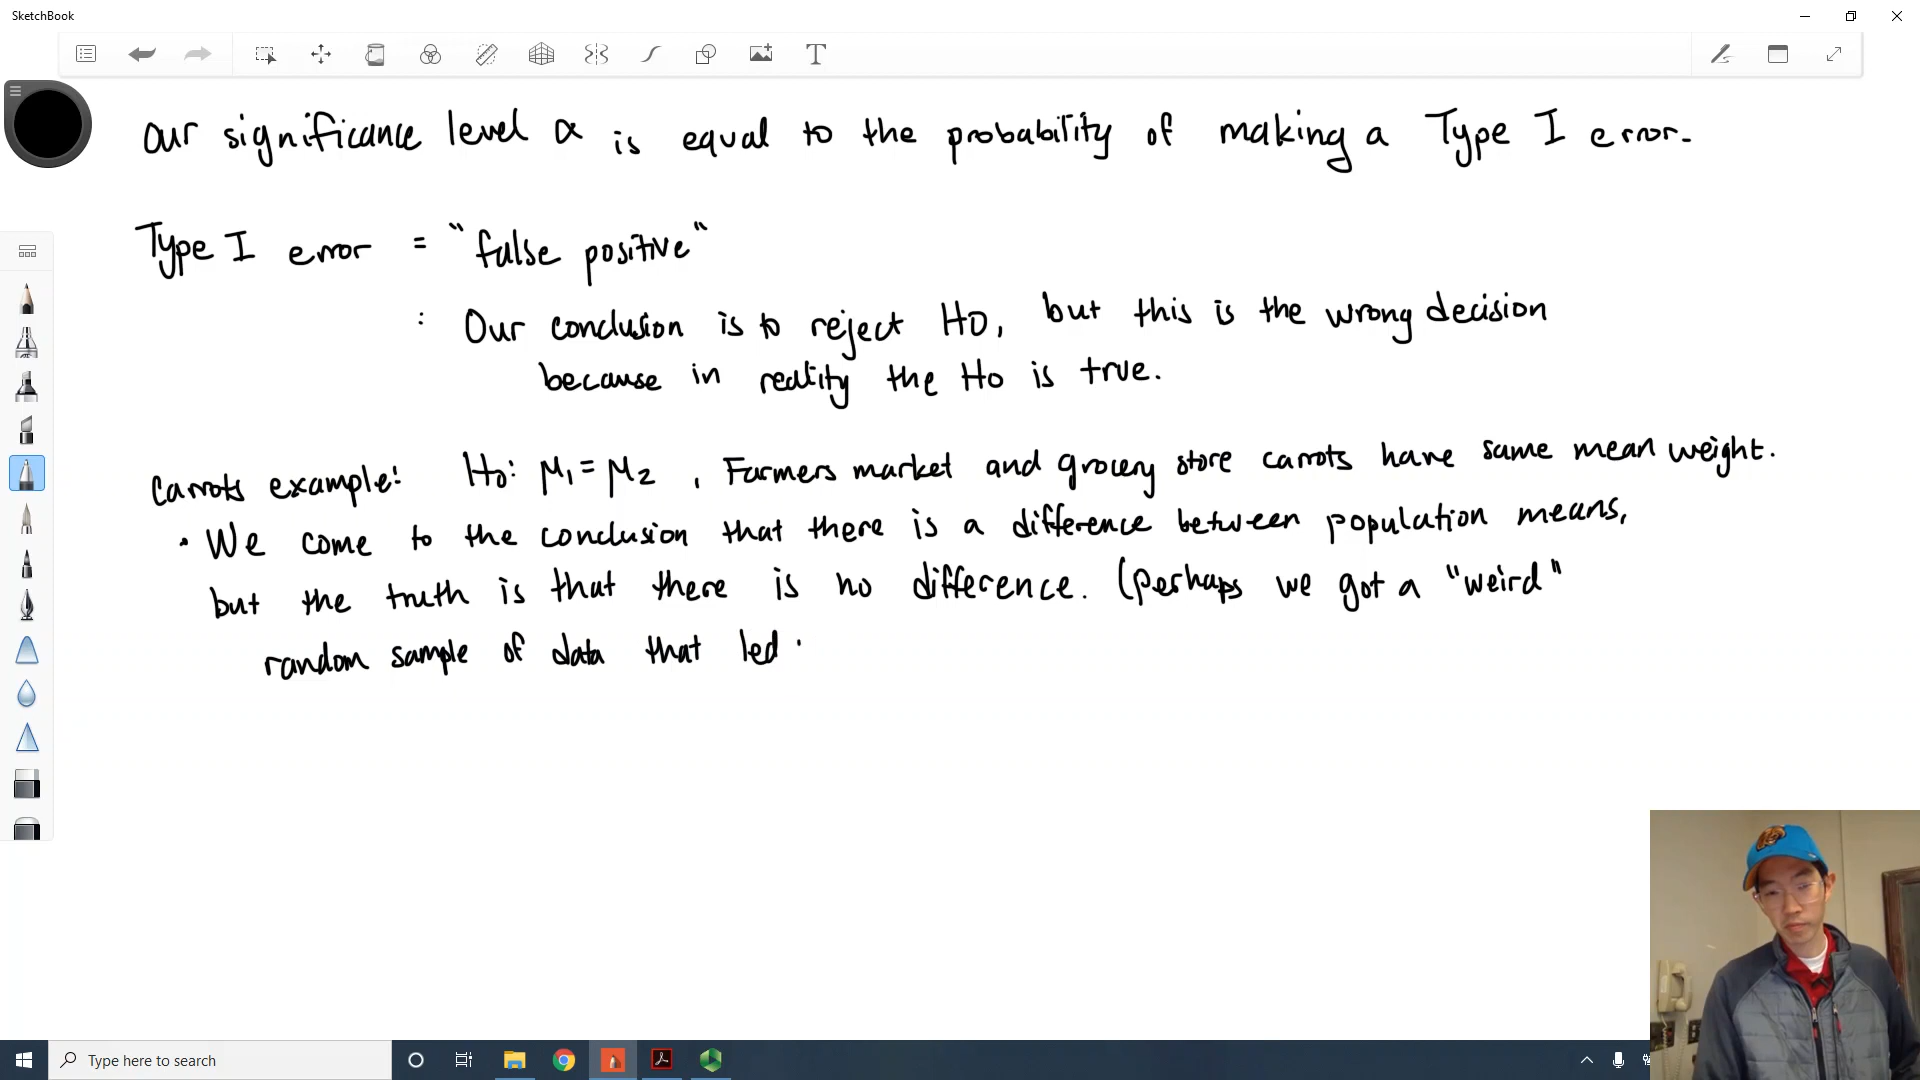 SketchBook
T
Our significance level α is equal to the probability of making a Type I error.
Type I error = "false positive"
: Our conclusion is to reject H0, but this is the wrong decision
because in reality the Ho is true.
Carrots example: Ho: μ1 = μ2 , Farmers market and grocery store carrots have same mean weight.
• We come to the conclusion that there is a difference between population means,
but the truth is that there is no difference. (Perhaps we got a "weird"
random sample of data that led
Type here to search